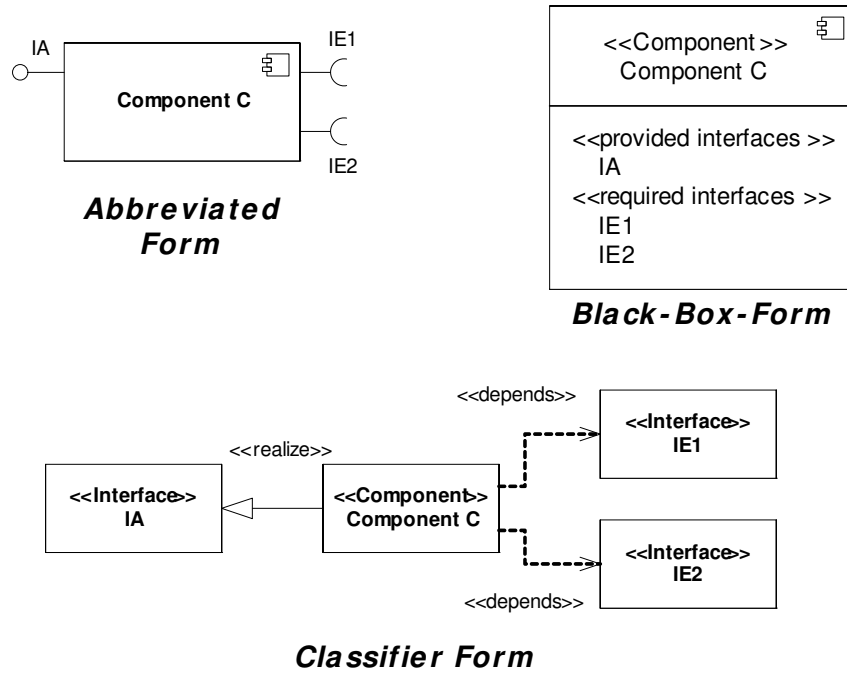 IA
IE1
Component C
IE2
Abbreviated
Form
<<Component >>
Component C
<<provided interfaces >>
IA
<<required interfaces >>
IE1
IE2
Black-Box-Form
<<depends>>
<<Interface>>
IE1
<<realize>>
<<Interface>>
IA
<<Component>>
Component C
<<Interface>>
IE2
<<depends>>
Classifier Form